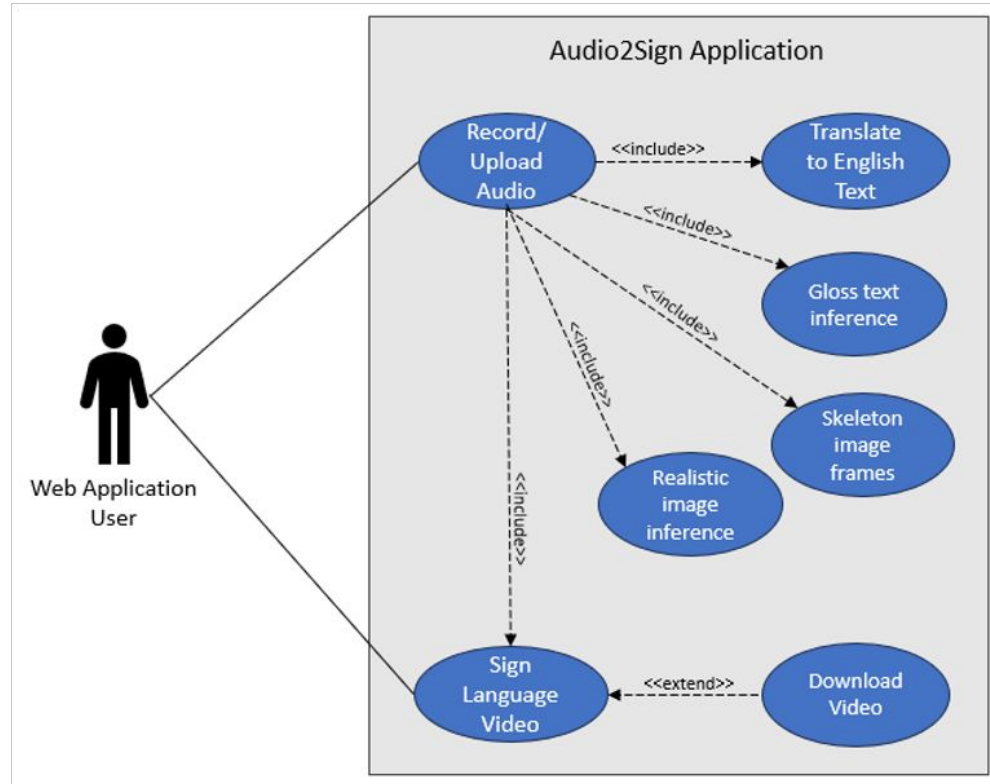 Audio2Sign Application
Record/
Upload
Audio
<<include>>
Translate
to English
Text
<<include>>
Gloss text
inference
<<include>>
Skeleton
image
frames
<<include>>
Realistic
image
inference
<<include>>
Web Application
User
Sign
Language
Video
<<extend>>
Download
Video